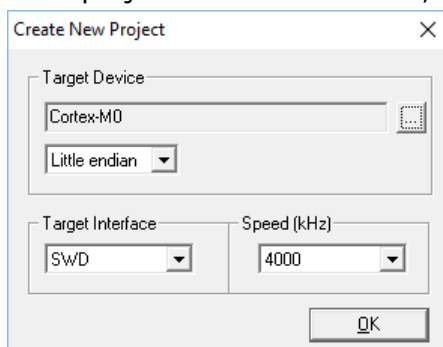 Create New Project
Target Device
Cortex-M0
...
Little endian
Target Interface
Speed (kHz)
SWD
4000
OK